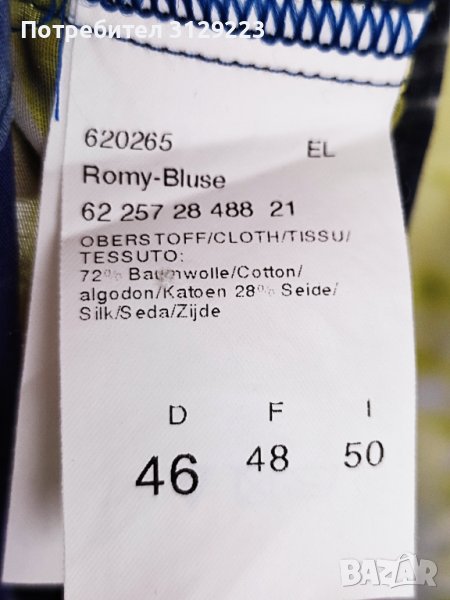 Потребител 3129223
620265 EL
Romy-Bluse
62 257 28 488 21
OBERSTOFF/CLOTH/TISSU/
TESSUTO:
72% Baumwolle/Cotton/
algodon/Katoen 28% Seide/
Silk/Seda/Zijde
D F I
46 48 50
BAZAR